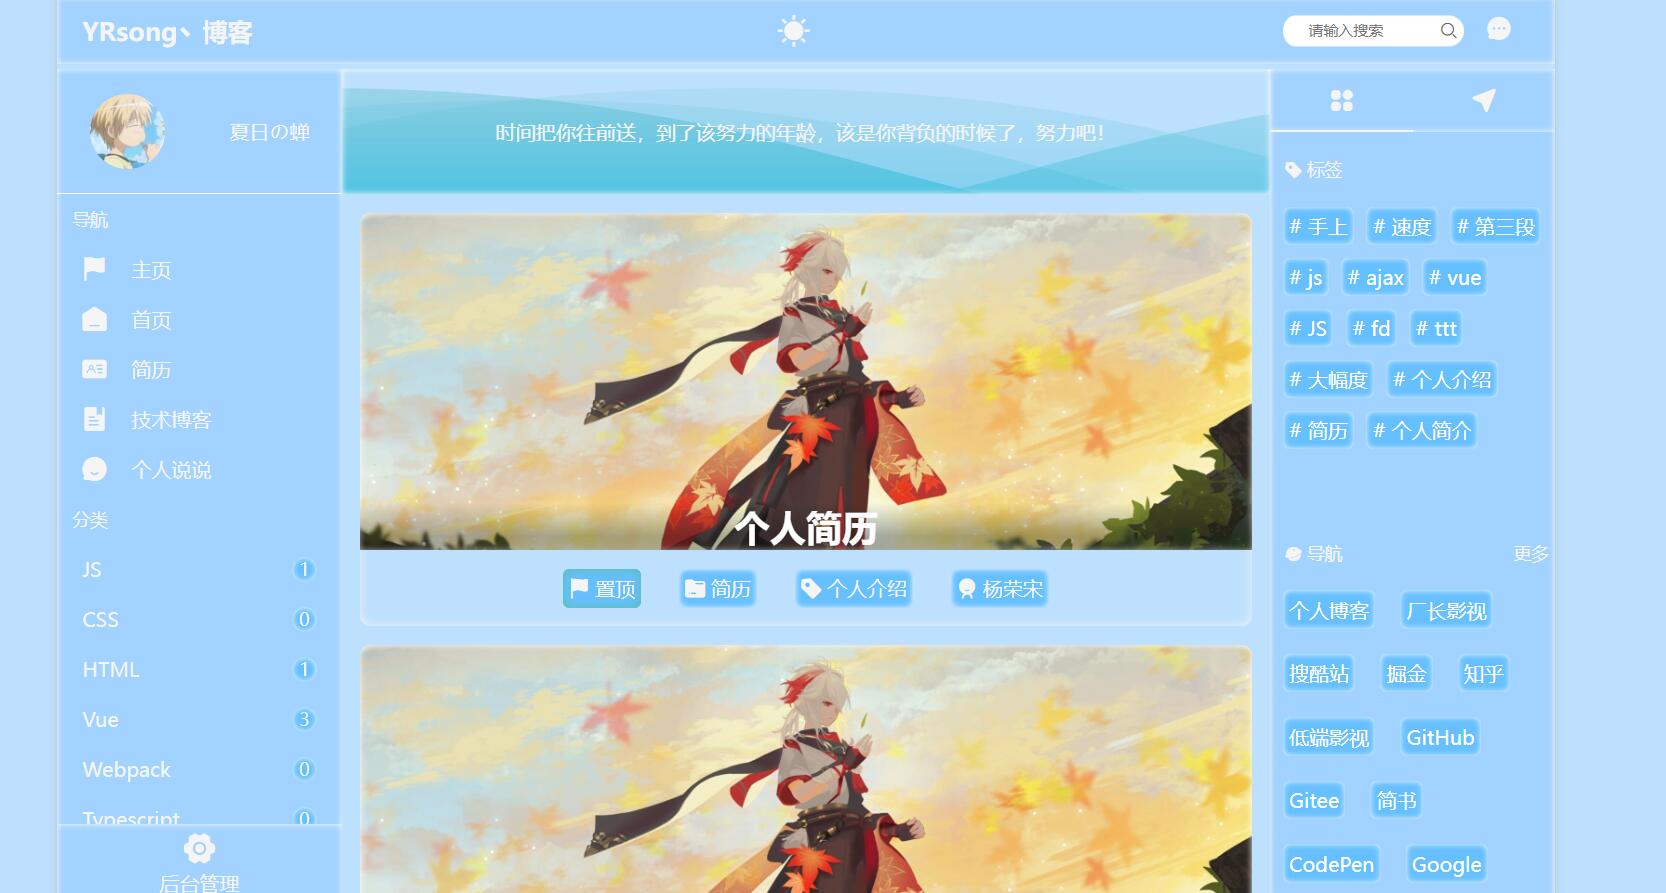 YRsong丶博客
请输入搜索
夏日の蝉
时间把你往前送，到了该努力的年龄，该是你背负的时候了，努力吧！
导航
主页
首页
简历
技术博客
个人说说
分类
JS 1
CSS 0
HTML 1
Vue 3
Webpack 0
Typescript 0
后台管理
个人简历
置顶 简历 个人介绍 杨荣宋
标签
# 手上 # 速度 # 第三段
# js # ajax # vue
# JS # fd # ttt
# 大幅度 # 个人介绍
# 简历 # 个人简介
导航 更多
个人博客 厂长影视
搜酷站 掘金 知乎
低端影视 GitHub
Gitee 简书
CodePen Google